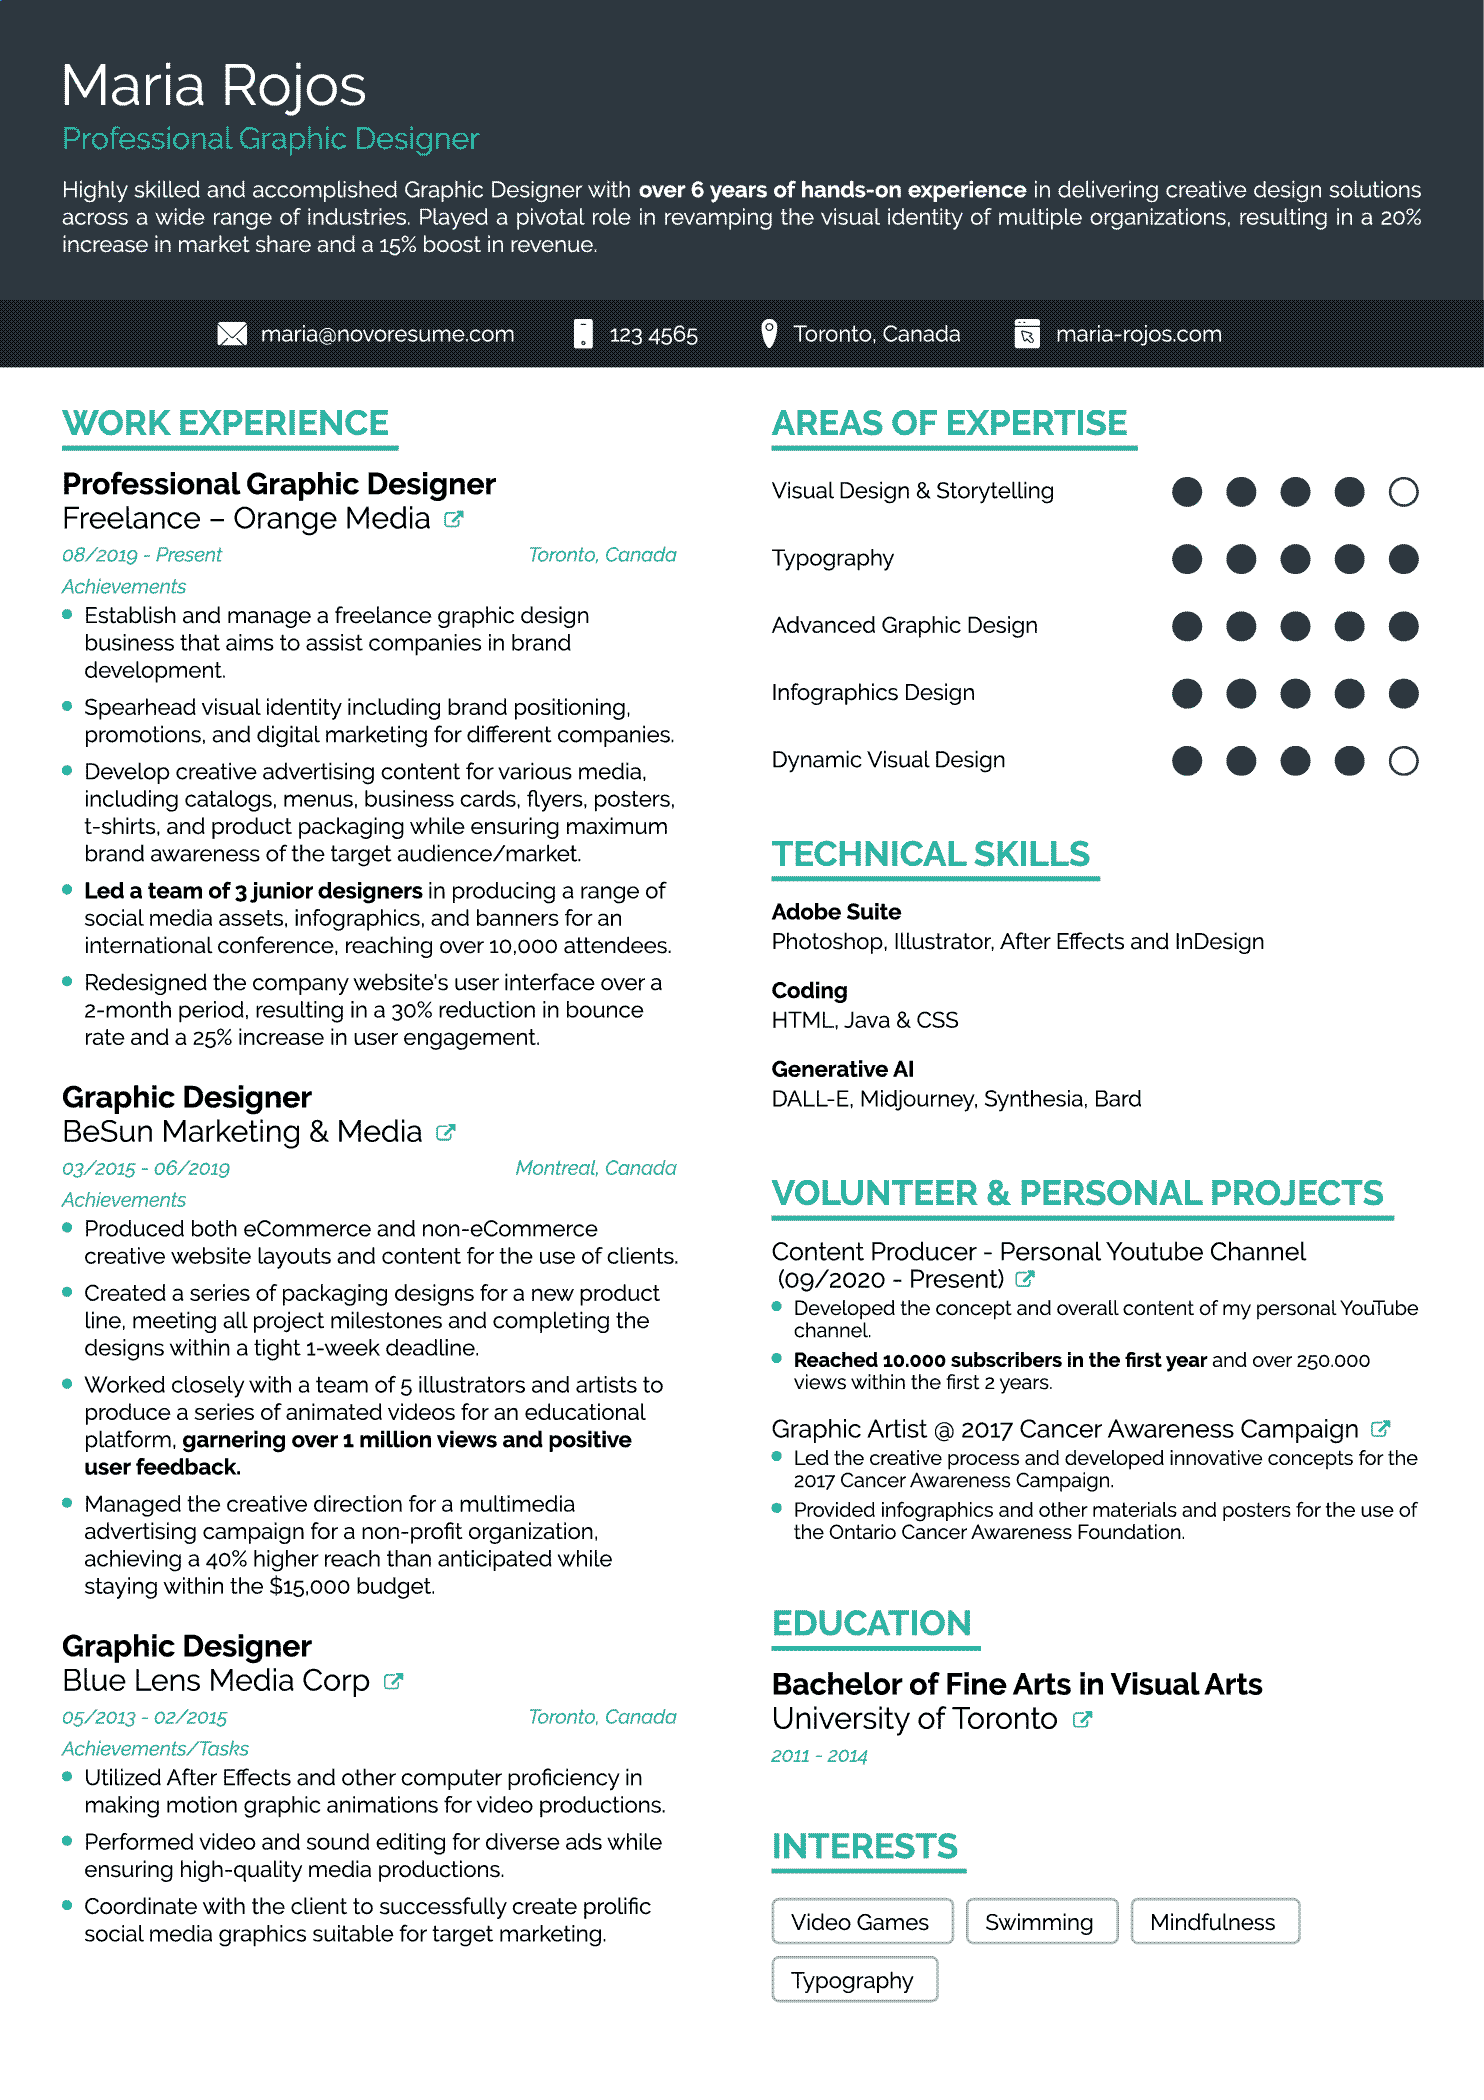 Maria Rojos
Professional Graphic Designer
Highly skilled and accomplished Graphic Designer with over 6 years of hands-on experience in delivering creative design solutions
across a wide range of industries. Played a pivotal role in revamping the visual identity of multiple organizations, resulting in a 20%
increase in market share and a 15% boost in revenue.
maria@novoresume.com
123 4565
Toronto, Canada
maria-rojos.com
WORK EXPERIENCE
Professional Graphic Designer
Freelance – Orange Media
08/2019 - Present
Toronto, Canada
Achievements
Establish and manage a freelance graphic design
business that aims to assist companies in brand
development.
Spearhead visual identity including brand positioning,
promotions, and digital marketing for different companies.
Develop creative advertising content for various media,
including catalogs, menus, business cards, flyers, posters,
t-shirts, and product packaging while ensuring maximum
brand awareness of the target audience/market.
Led a team of 3 junior designers in producing a range of
social media assets, infographics, and banners for an
international conference, reaching over 10,000 attendees.
Redesigned the company website's user interface over a
2-month period, resulting in a 30% reduction in bounce
rate and a 25% increase in user engagement.
Graphic Designer
BeSun Marketing & Media
03/2015 - 06/2019
Montreal, Canada
Achievements
Produced both eCommerce and non-eCommerce
creative website layouts and content for the use of clients.
Created a series of packaging designs for a new product
line, meeting all project milestones and completing the
designs within a tight 1-week deadline.
Worked closely with a team of 5 illustrators and artists to
produce a series of animated videos for an educational
platform, garnering over 1 million views and positive
user feedback.
Managed the creative direction for a multimedia
advertising campaign for a non-profit organization,
achieving a 40% higher reach than anticipated while
staying within the $15,000 budget.
Graphic Designer
Blue Lens Media Corp
05/2013 - 02/2015
Toronto, Canada
Achievements/Tasks
Utilized After Effects and other computer proficiency in
making motion graphic animations for video productions.
Performed video and sound editing for diverse ads while
ensuring high-quality media productions.
Coordinate with the client to successfully create prolific
social media graphics suitable for target marketing.
AREAS OF EXPERTISE
Visual Design & Storytelling
Typography
Advanced Graphic Design
Infographics Design
Dynamic Visual Design
TECHNICAL SKILLS
Adobe Suite
Photoshop, Illustrator, After Effects and InDesign
Coding
HTML, Java & CSS
Generative AI
DALL-E, Midjourney, Synthesia, Bard
VOLUNTEER & PERSONAL PROJECTS
Content Producer - Personal Youtube Channel
(09/2020 - Present)
Developed the concept and overall content of my personal YouTube
channel.
Reached 10.000 subscribers in the first year and over 250.000
views within the first 2 years.
Graphic Artist @ 2017 Cancer Awareness Campaign
Led the creative process and developed innovative concepts for the
2017 Cancer Awareness Campaign.
Provided infographics and other materials and posters for the use of
the Ontario Cancer Awareness Foundation.
EDUCATION
Bachelor of Fine Arts in Visual Arts
University of Toronto
2011 - 2014
INTERESTS
Video Games
Swimming
Mindfulness
Typography